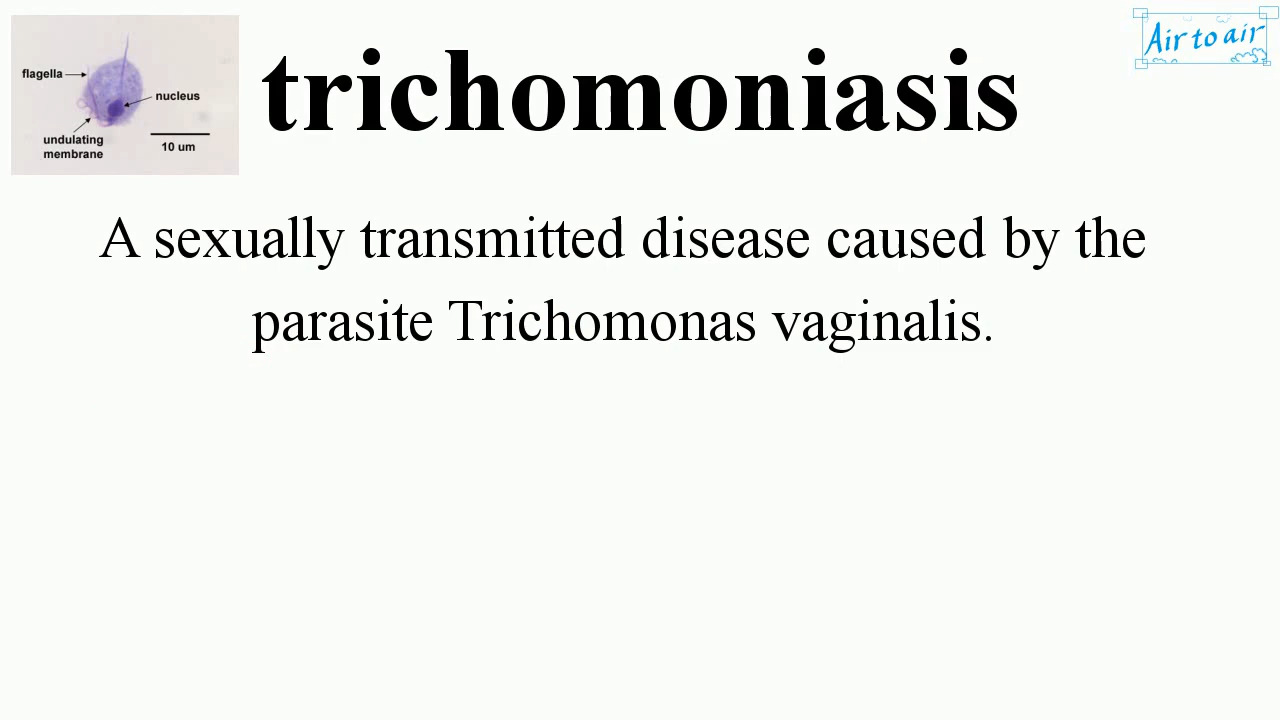 flagella
nucleus
undulating
membrane
10 um
trichomoniasis
Air to air
A sexually transmitted disease caused by the
parasite Trichomonas vaginalis.